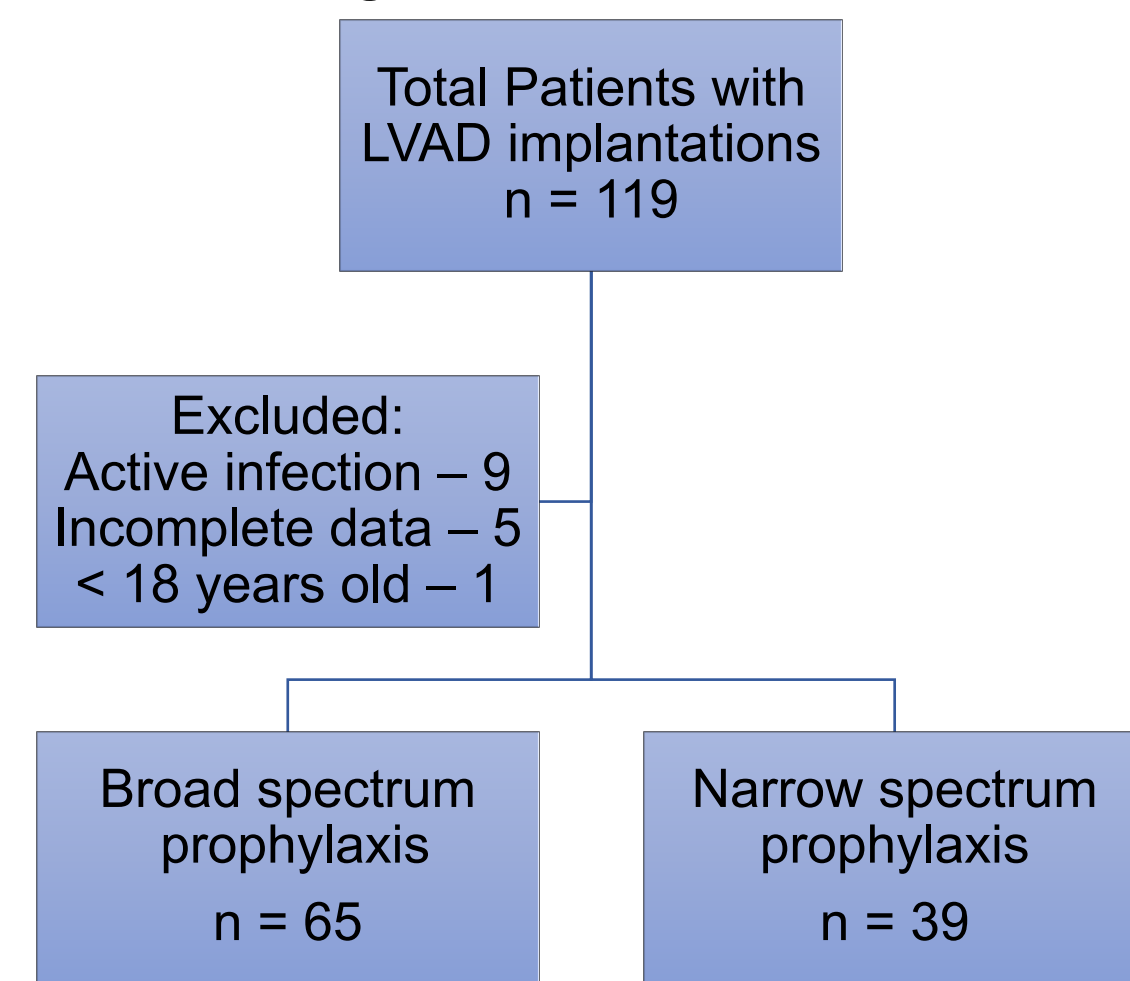 Total Patients with
LVAD implantations
n = 119
Excluded:
Active infection – 9
Incomplete data – 5
< 18 years old – 1
Broad spectrum
prophylaxis
n = 65
Narrow spectrum
prophylaxis
n = 39